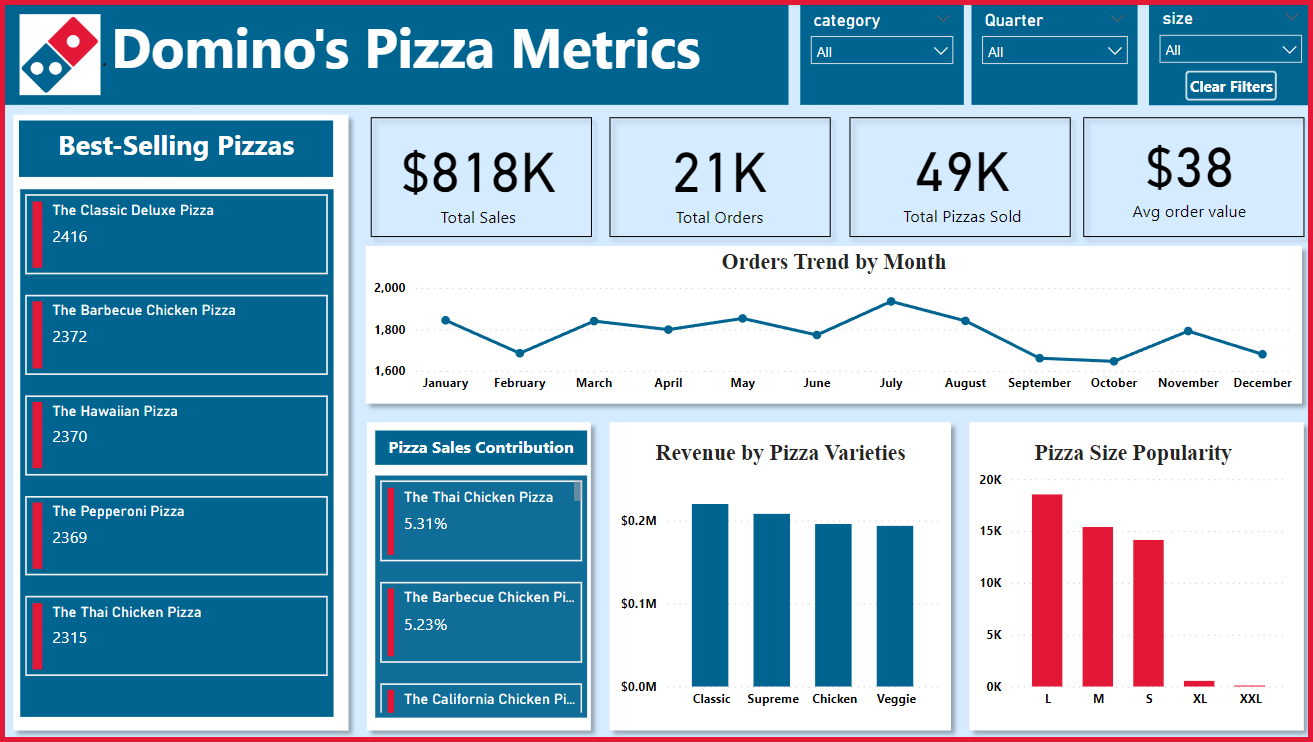 Domino's Pizza Metrics
category
All
Quarter
All
size
All
Clear Filters
Best-Selling Pizzas
The Classic Deluxe Pizza
2416
The Barbecue Chicken Pizza
2372
The Hawaiian Pizza
2370
The Pepperoni Pizza
2369
The Thai Chicken Pizza
2315
$818K
Total Sales
21K
Total Orders
49K
Total Pizzas Sold
$38
Avg order value
Orders Trend by Month
2,000
1,800
1,600
January February March April May June July August September October November December
Pizza Sales Contribution
The Thai Chicken Pizza
5.31%
The Barbecue Chicken Pi...
5.23%
The California Chicken Pi...
Revenue by Pizza Varieties
$0.2M
$0.1M
$0.0M
Classic Supreme Chicken Veggie
Pizza Size Popularity
20K
15K
10K
5K
0K
L M S XL XXL